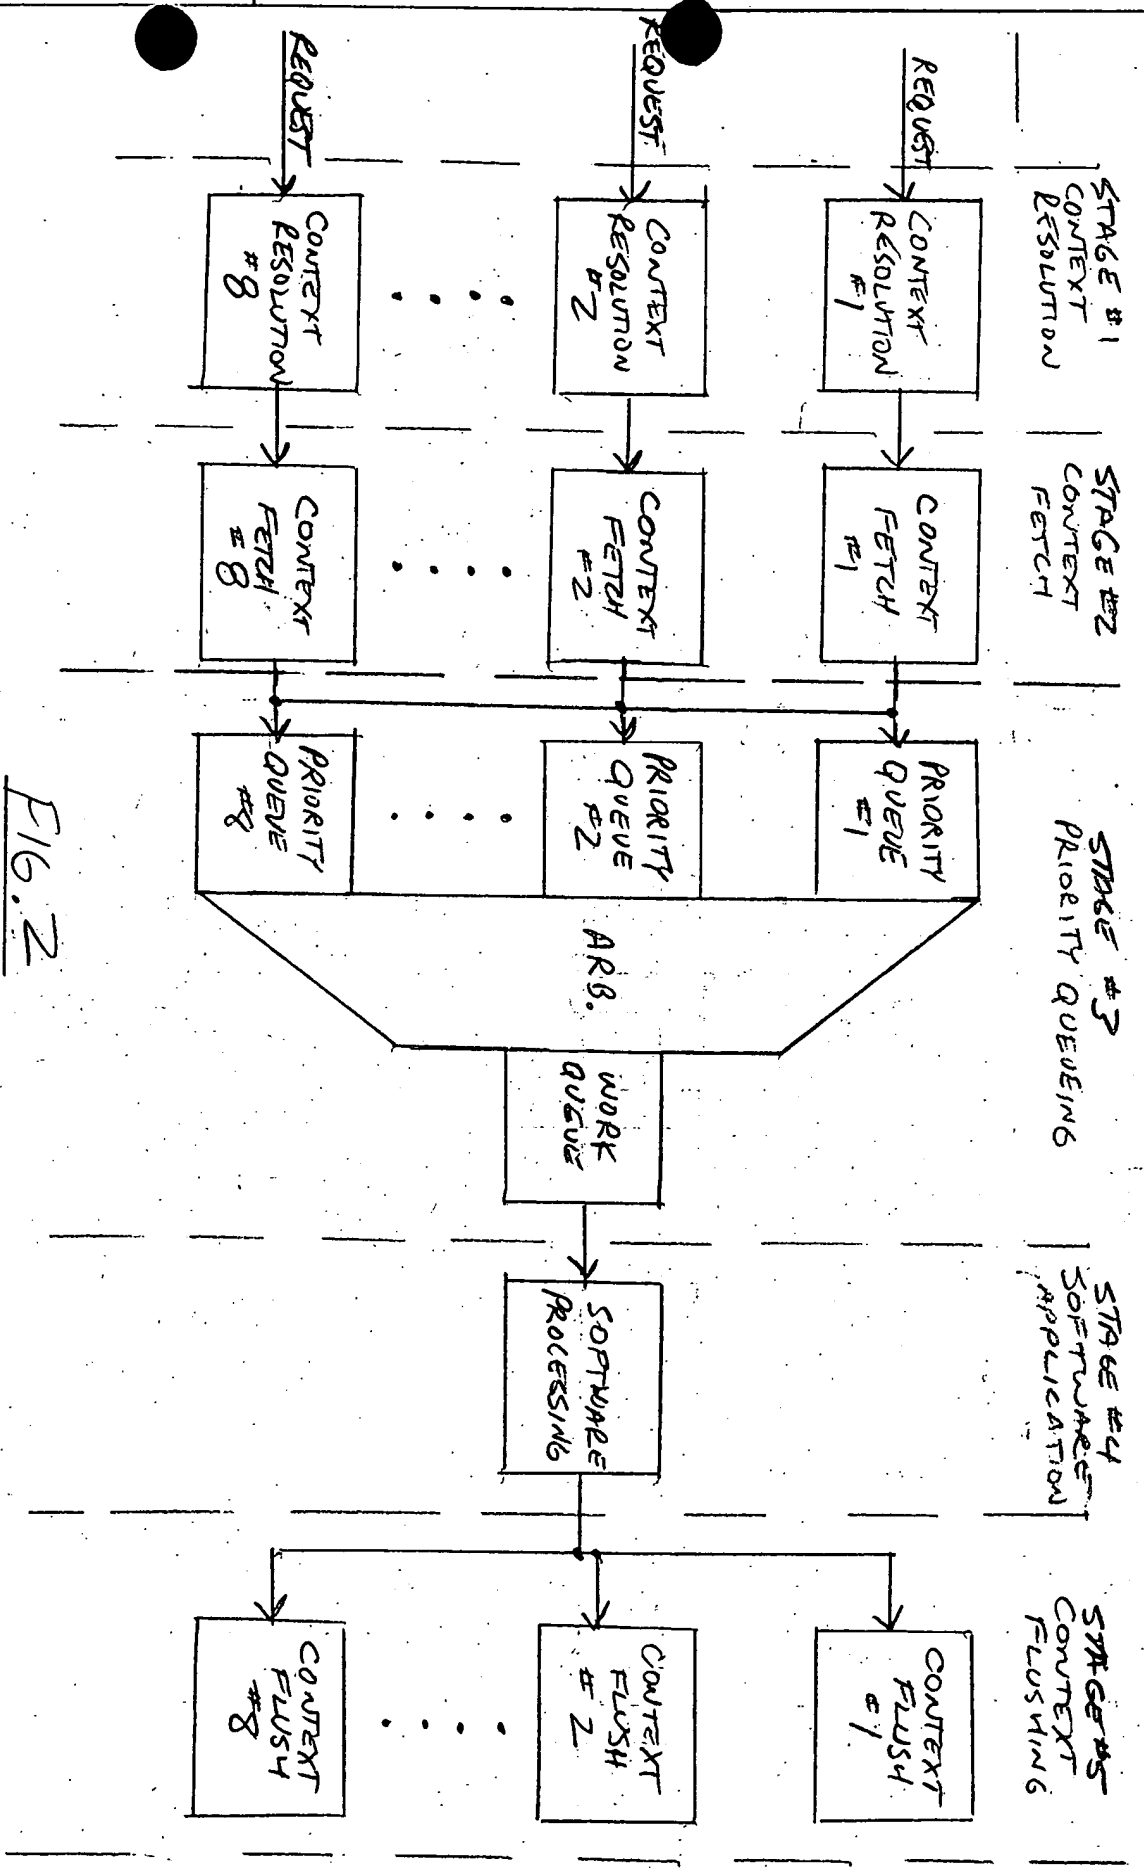 STAGE #1
CONTEXT
RESOLUTION
STAGE #2
CONTEXT
FETCH
STAGE #3
PRIORITY QUEUEING
STAGE #4
SOFTWARE
APPLICATION
STAGE #5
CONTEXT
FLUSHING
REQUEST
CONTEXT
RESOLUTION
#1
CONTEXT
FETCH
#1
PRIORITY
QUEUE
#1
CONTEXT
FLUSH
#1
REQUEST
CONTEXT
RESOLUTION
#2
CONTEXT
FETCH
#2
PRIORITY
QUEUE
#2
ARB.
WORK
QUEUE
SOFTWARE
PROCESSING
CONTEXT
FLUSH
#2
REQUEST
CONTEXT
RESOLUTION
#8
CONTEXT
FETCH
#8
PRIORITY
QUEUE
#8
CONTEXT
FLUSH
#8
FIG. 2